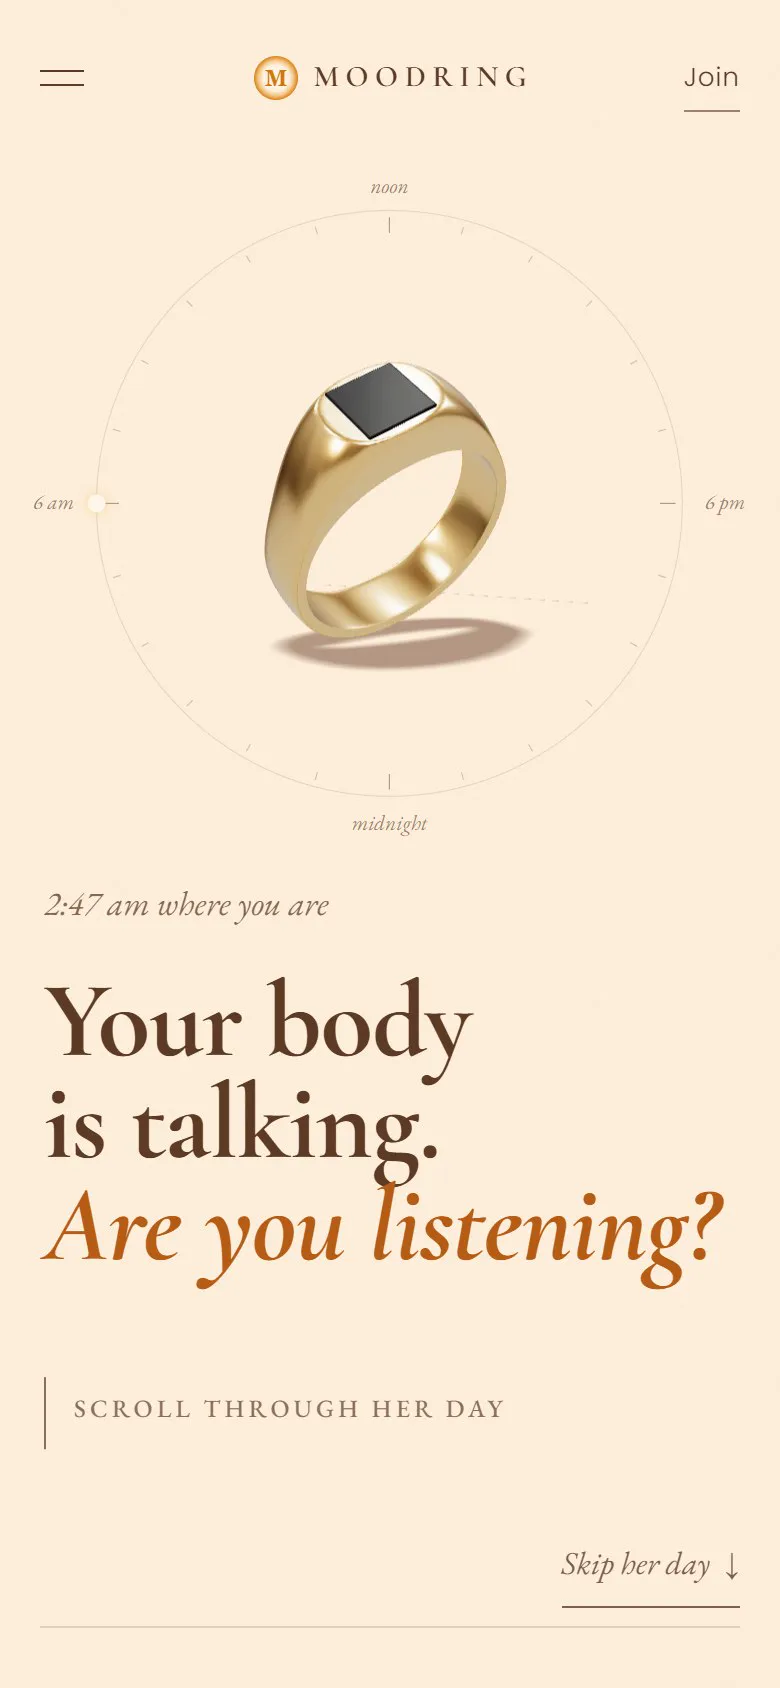 M MOODRING
Join
noon
6 am
6 pm
midnight
2:47 am where you are
Your body
is talking.
Are you listening?
SCROLL THROUGH HER DAY
Skip her day ↓